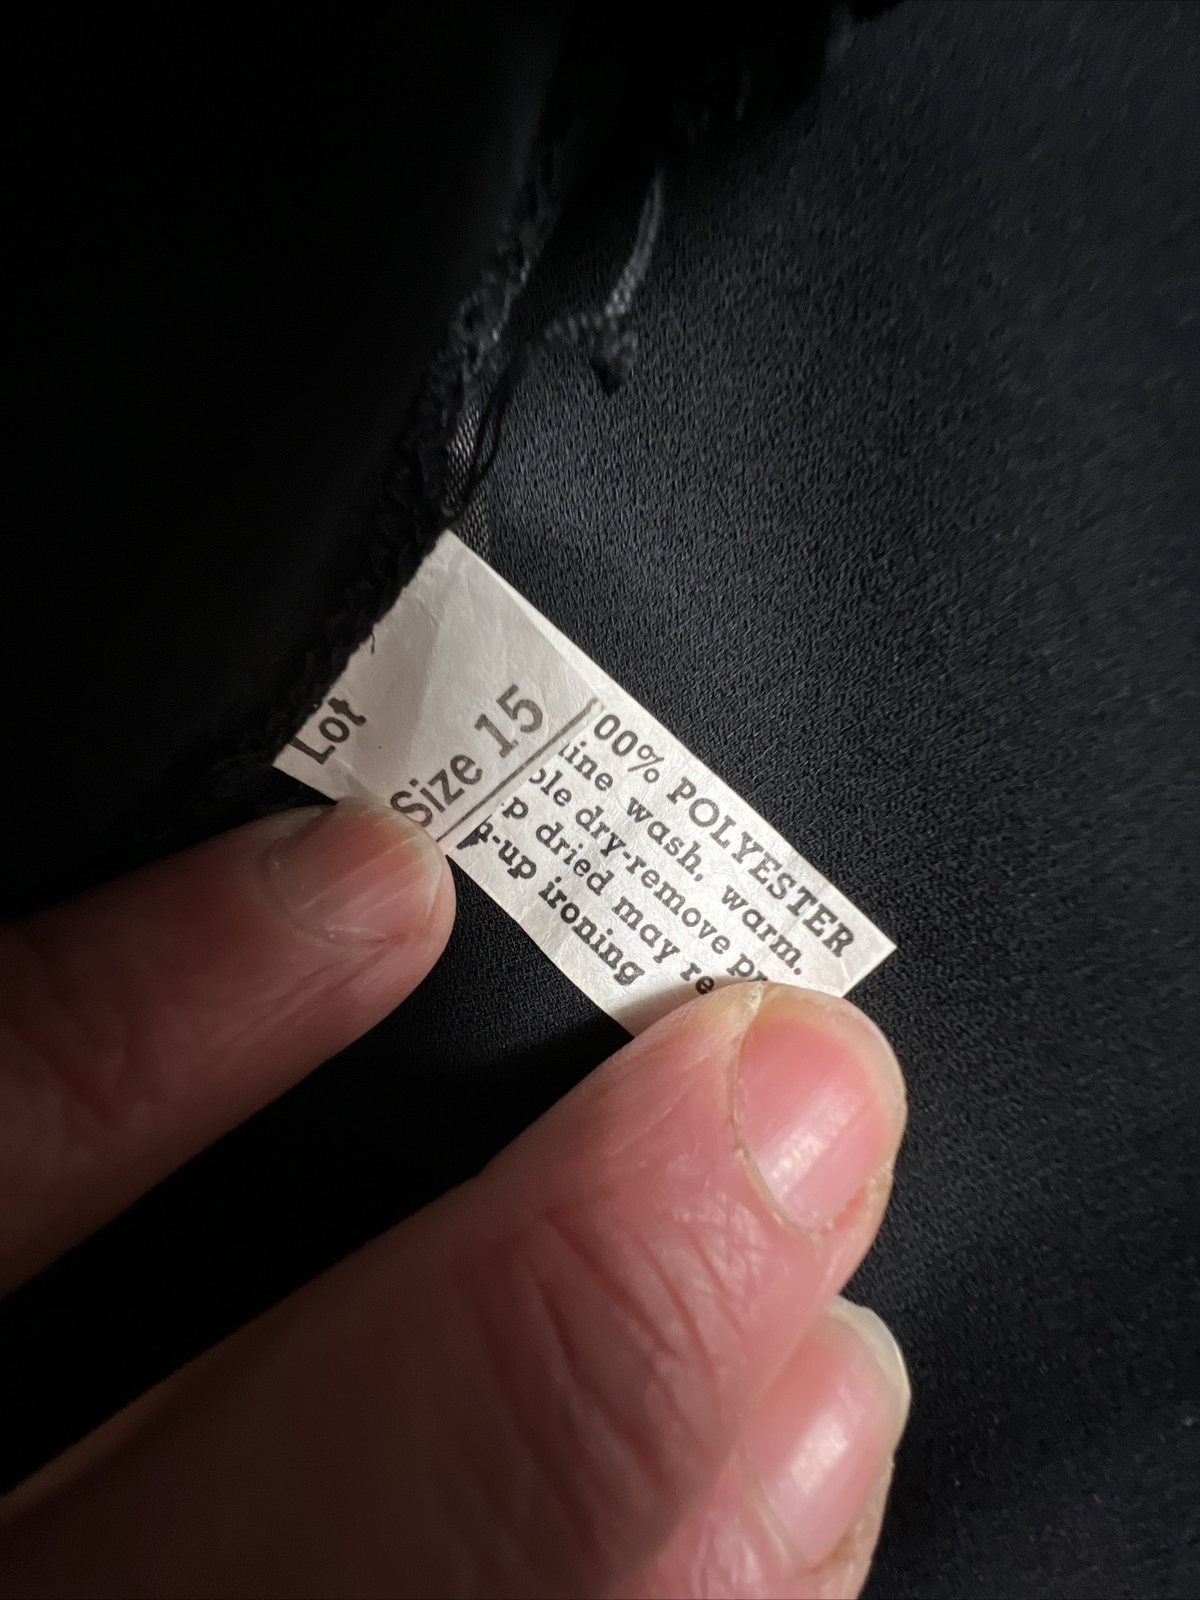 Lot
Size 15
00% POLYESTER
ine wash, warm.
ble dry-remove
p dried may re
-up ironing